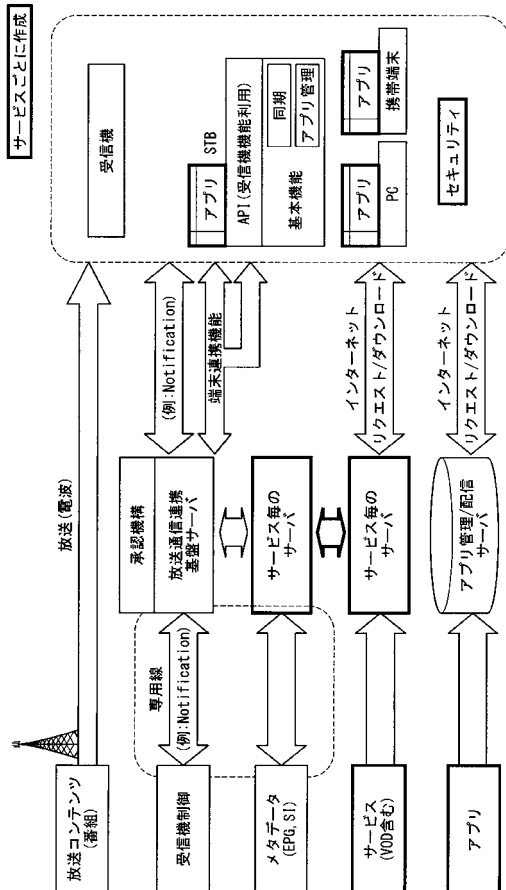 サービスごとに作成
放送(電波)
放送コンテンツ
(番組)
受信機
受信機制御
専用線
(例:Notification)
承認機構
放送通信連携
基盤サーバ
(例:Notification)
端末連携機能
アプリ
STB
API(受信機機能利用)
基本機能
同期
アプリ管理
メタデータ
(EPG,SI)
サービス毎の
サーバ
サービス
(VOD含む)
サービス毎の
サーバ
インターネット
リクエスト/ダウンロード
アプリ
PC
アプリ
携帯端末
アプリ
アプリ管理/配信
サーバ
インターネット
リクエスト/ダウンロード
セキュリティ